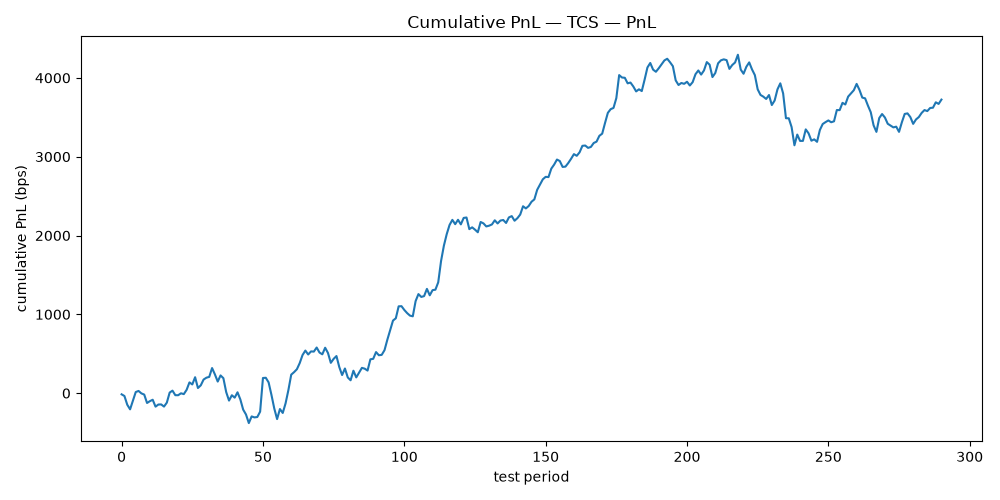 Cumulative PnL — TCS — PnL
cumulative PnL (bps)
4000
3000
2000
1000
0
0 50 100 150 200 250 300
test period